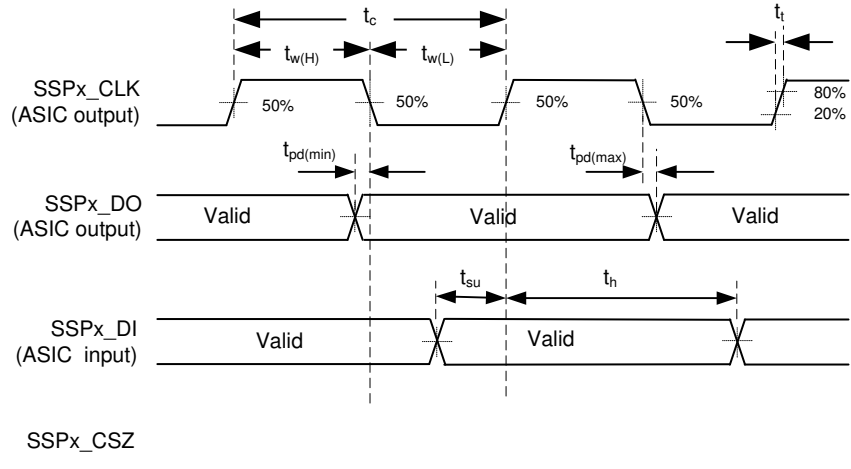 tc
tt
tw(H)
tw(L)
SSPx_CLK
(ASIC output)
50%
50%
50%
50%
80%
20%
tpd(min)
tpd(max)
SSPx_DO
(ASIC output)
Valid
Valid
Valid
tsu
th
SSPx_DI
(ASIC input)
Valid
Valid
SSPx_CSZ